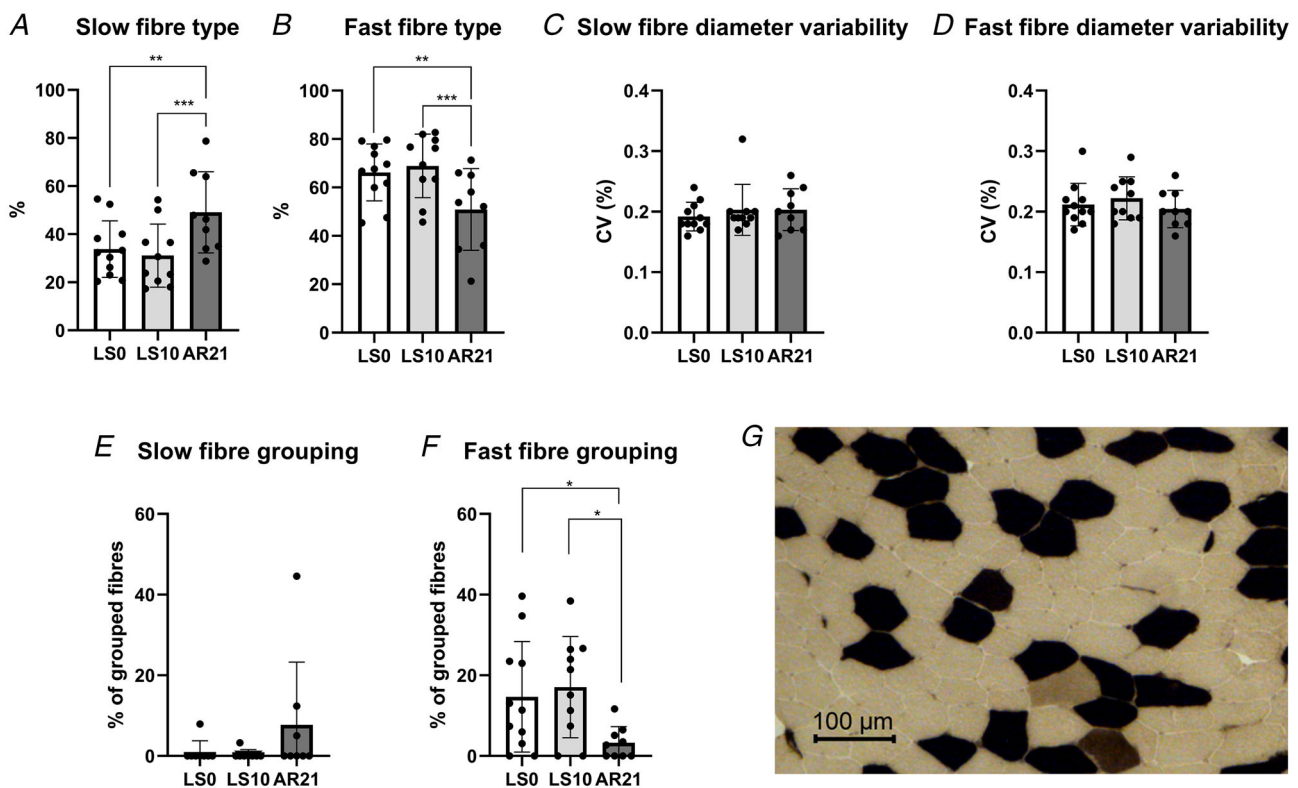 A Slow fibre type
**
***
100
80
60
40
20
0
%
LS0 LS10 AR21
B Fast fibre type
**
***
100
80
60
40
20
0
%
LS0 LS10 AR21
C Slow fibre diameter variability
0.4
0.3
0.2
0.1
0.0
CV (%)
LS0 LS10 AR21
D Fast fibre diameter variability
0.4
0.3
0.2
0.1
0.0
CV (%)
LS0 LS10 AR21
E Slow fibre grouping
60
40
20
0
% of grouped fibres
LS0 LS10 AR21
F Fast fibre grouping
*
*
60
40
20
0
% of grouped fibres
LS0 LS10 AR21
G
100 µm